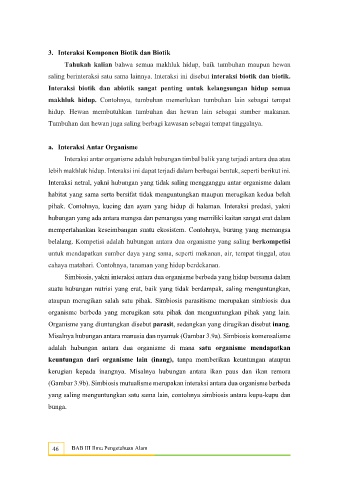 3. Interaksi Komponen Biotik dan Biotik
Tahukah kalian bahwa semua makhluk hidup, baik tumbuhan maupun hewan
saling berinteraksi satu sama lainnya. Interaksi ini disebut interaksi biotik dan biotik.
Interaksi biotik dan abiotik sangat penting untuk kelangsungan hidup semua
makhluk hidup. Contohnya, tumbuhan memerlukan tumbuhan lain sebagai tempat
hidup. Hewan membutuhkan tumbuhan dan hewan lain sebagai sumber makanan.
Tumbuhan dan hewan juga saling berbagi kawasan sebagai tempat tinggalnya.
a. Interaksi Antar Organisme
Interaksi antar organisme adalah hubungan timbal balik yang terjadi antara dua atau
lebih makhluk hidup. Interaksi ini dapat terjadi dalam berbagai bentuk, seperti berikut ini.
Interaksi netral, yakni hubungan yang tidak saling mengganggu antar organisme dalam
habitat yang sama serta bersifat tidak menguntungkan maupun merugikan kedua belah
pihak. Contohnya, kucing dan ayam yang hidup di halaman. Interaksi predasi, yakni
hubungan yang ada antara mangsa dan pemangsa yang memiliki kaitan sangat erat dalam
mempertahankan keseimbangan suatu ekosistem. Contohnya, burung yang memangsa
belalang. Kompetisi adalah hubungan antara dua organisme yang saling berkompetisi
untuk mendapatkan sumber daya yang sama, seperti makanan, air, tempat tinggal, atau
cahaya matahari. Contohnya, tanaman yang hidup berdekatan.
Simbiosis, yakni interaksi antara dua organisme berbeda yang hidup bersama dalam
suatu hubungan nutrisi yang erat, baik yang tidak berdampak, saling menguntungkan,
ataupun merugikan salah satu pihak. Simbiosis parasitisme merupakan simbiosis dua
organisme berbeda yang merugikan satu pihak dan menguntungkan pihak yang lain.
Organisme yang diuntungkan disebut parasit, sedangkan yang dirugikan disebut inang.
Misalnya hubungan antara manusia dan nyamuk (Gambar 3.9a). Simbiosis komensalisme
adalah hubungan antara dua organisme di mana satu organisme mendapatkan
keuntungan dari organisme lain (inang), tanpa memberikan keuntungan ataupun
kerugian kepada inangnya. Misalnya hubungan antara ikan paus dan ikan remora
(Gambar 3.9b). Simbiosis mutualisme merupakan interaksi antara dua organisme berbeda
yang saling menguntungkan satu sama lain, contohnya simbiosis antara kupu-kupu dan
bunga.
46 BAB III Ilmu Pengetahuan Alam